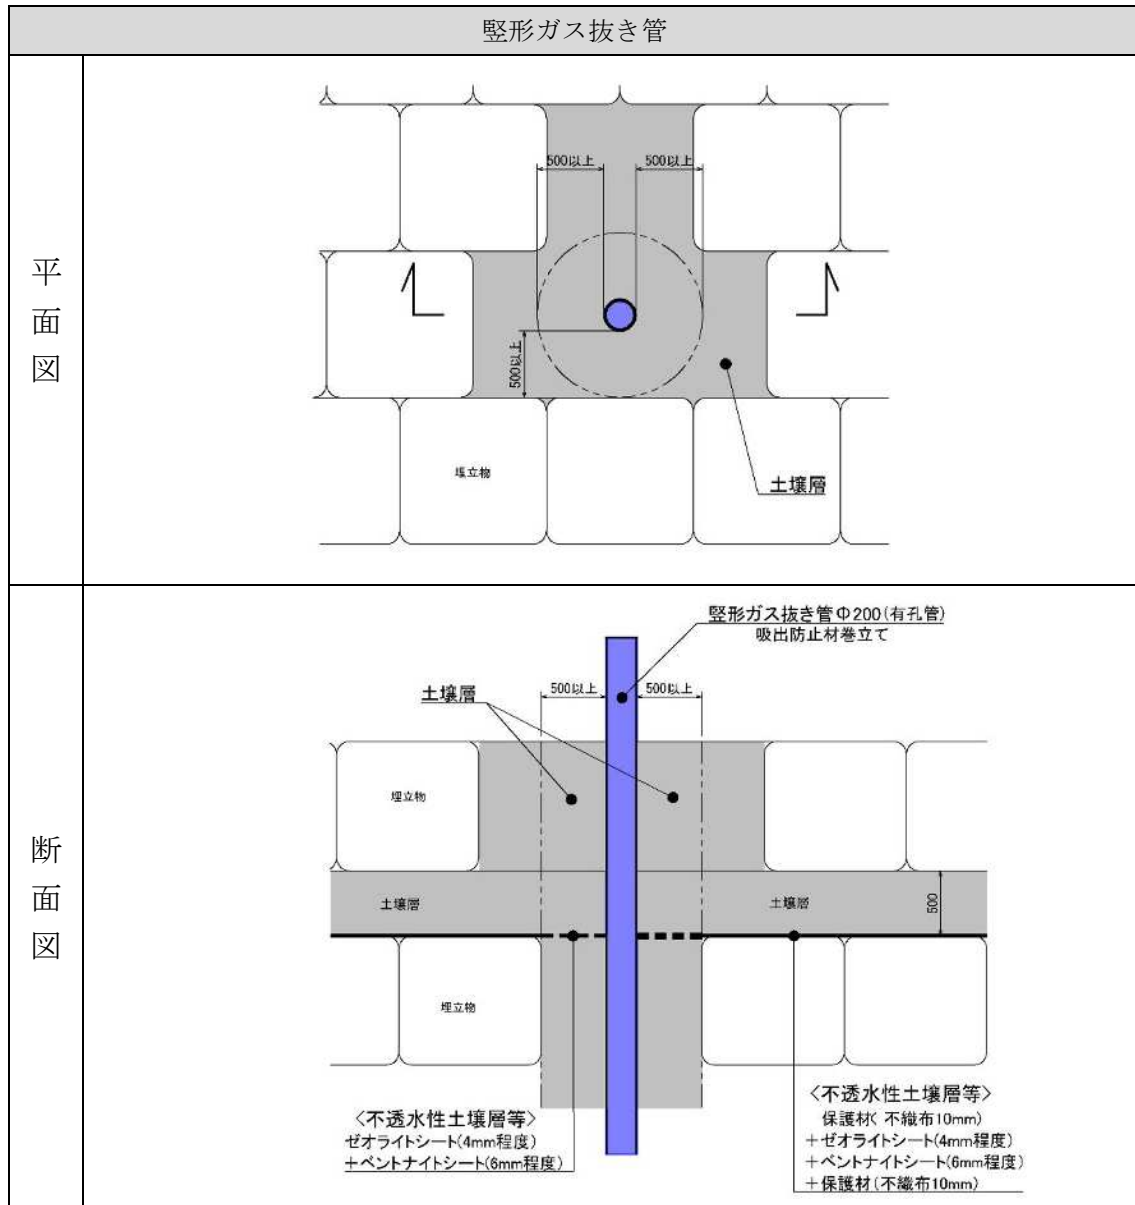 竪形ガス抜き管
平面図
500以上
500以上
500以上
埋立物
土壌層
断面図
竪形ガス抜き管Φ200(有孔管)
吸出防止材巻立て
土壌層
500以上
500以上
埋立物
土壌層
土壌層
500
埋立物
<不透水性土壌層等>
ゼオライトシート(4mm程度)
+ベントナイトシート(6mm程度)
<不透水性土壌層等>
保護材(不織布10mm)
+ゼオライトシート(4mm程度)
+ベントナイトシート(6mm程度)
+保護材(不織布10mm)